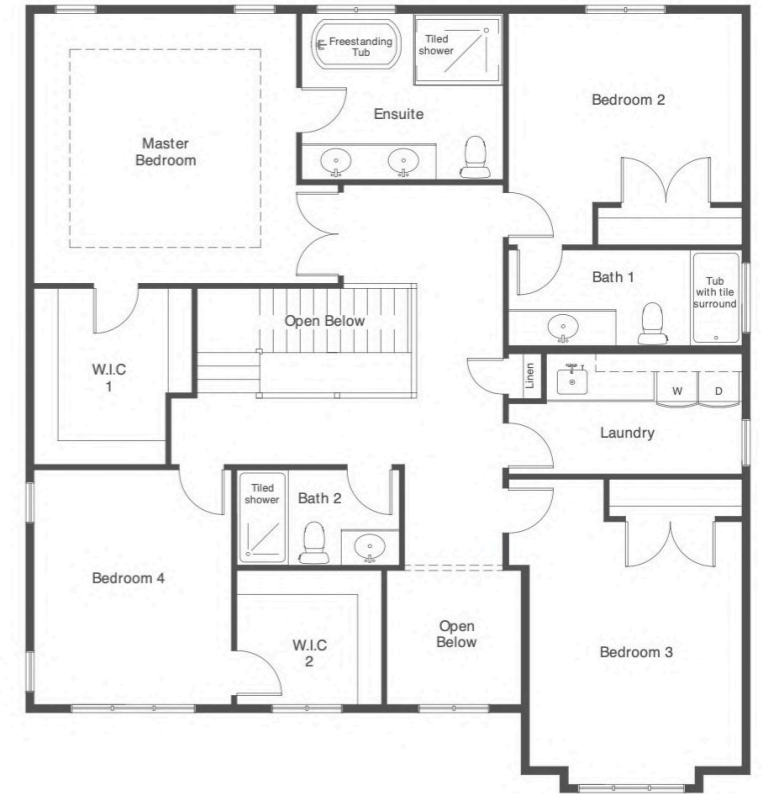 Freestanding
Tub
Tiled
shower
Bedroom 2
Ensuite
Master
Bedroom
Bath 1
Tub
with tile
surround
Open Below
W.I.C
1
Linen
W
D
Laundry
Tiled
shower
Bath 2
Bedroom 4
Open
Below
W.I.C
2
Bedroom 3